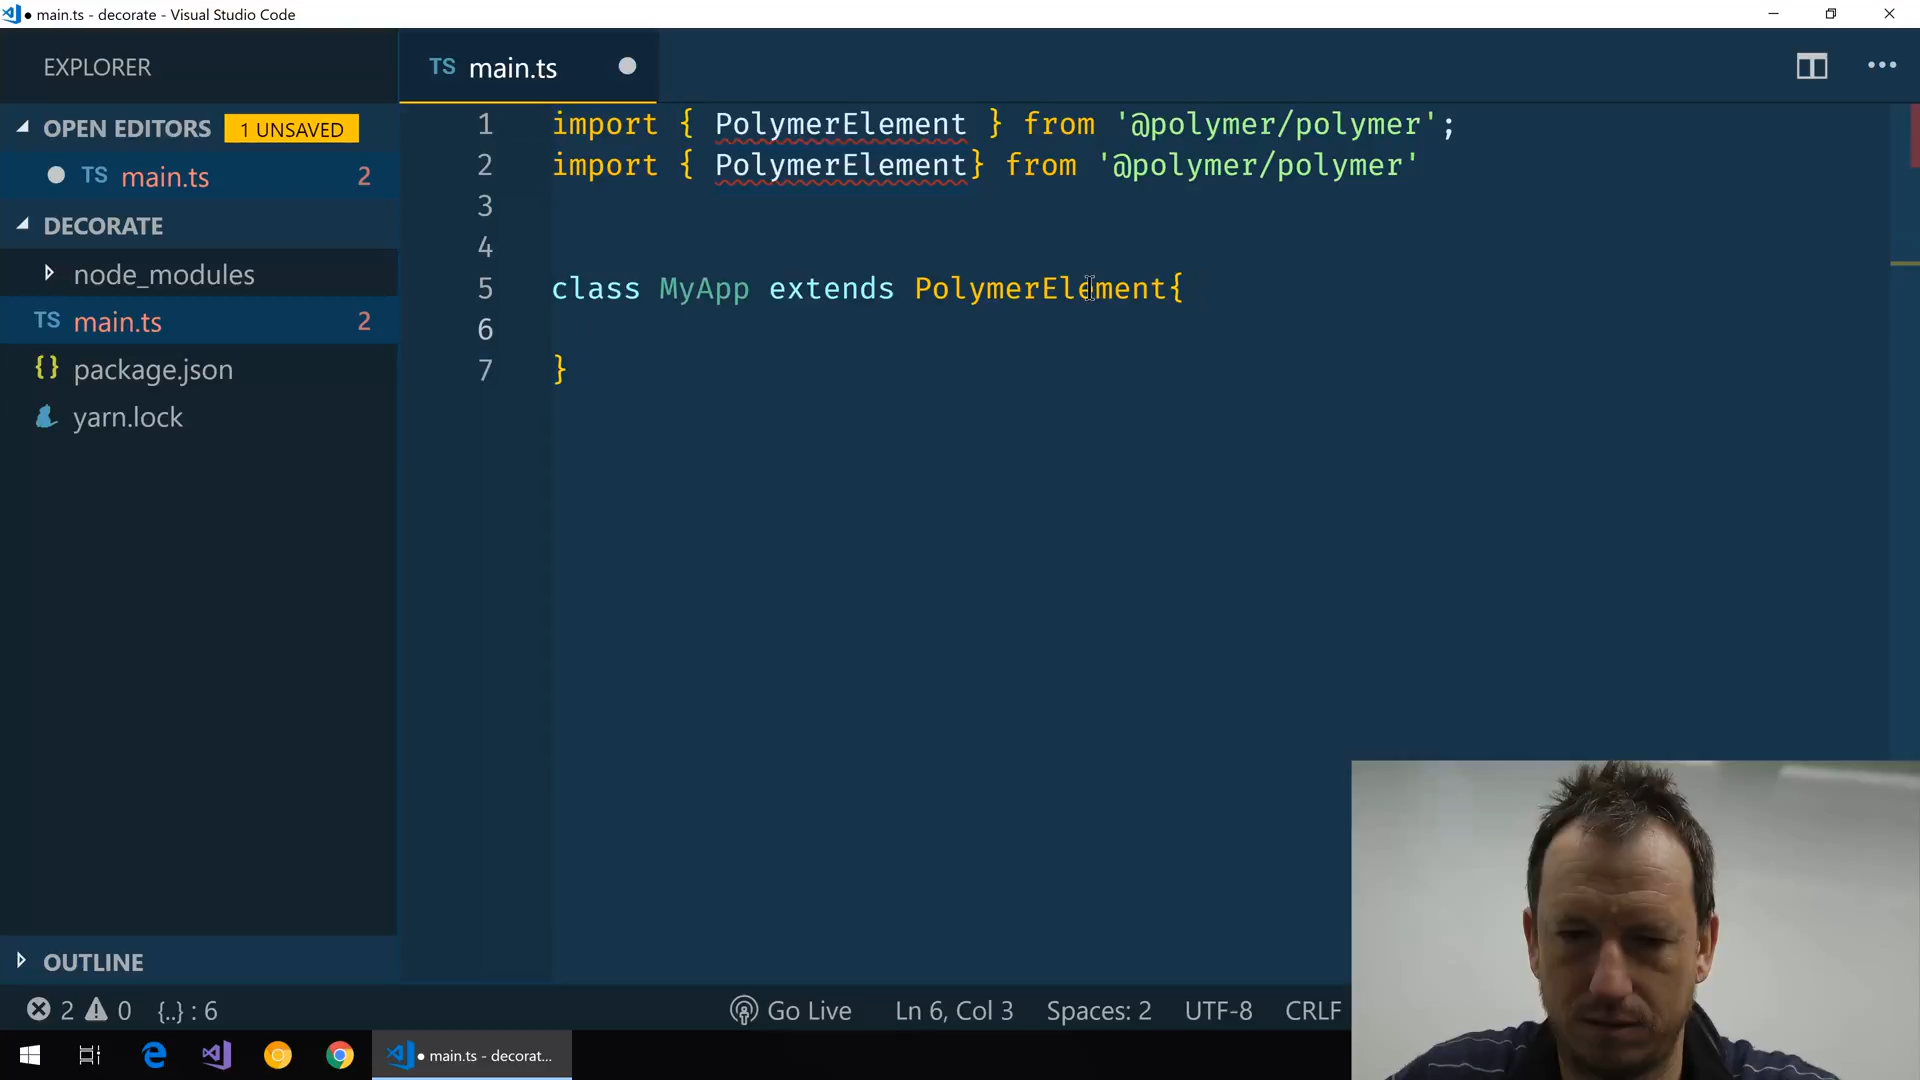 main.ts - decorate - Visual Studio Code
EXPLORER
OPEN EDITORS 1 UNSAVED
TS main.ts 2
DECORATE
node_modules
TS main.ts 2
{} package.json
yarn.lock
OUTLINE
TS main.ts
1 import { PolymerElement } from '@polymer/polymer';
2 import { PolymerElement} from '@polymer/polymer'
3
4
5 class MyApp extends PolymerElement{
6
7 }
2 0 {..} : 6 Go Live Ln 6, Col 3 Spaces: 2 UTF-8 CRLF
main.ts - decorat...